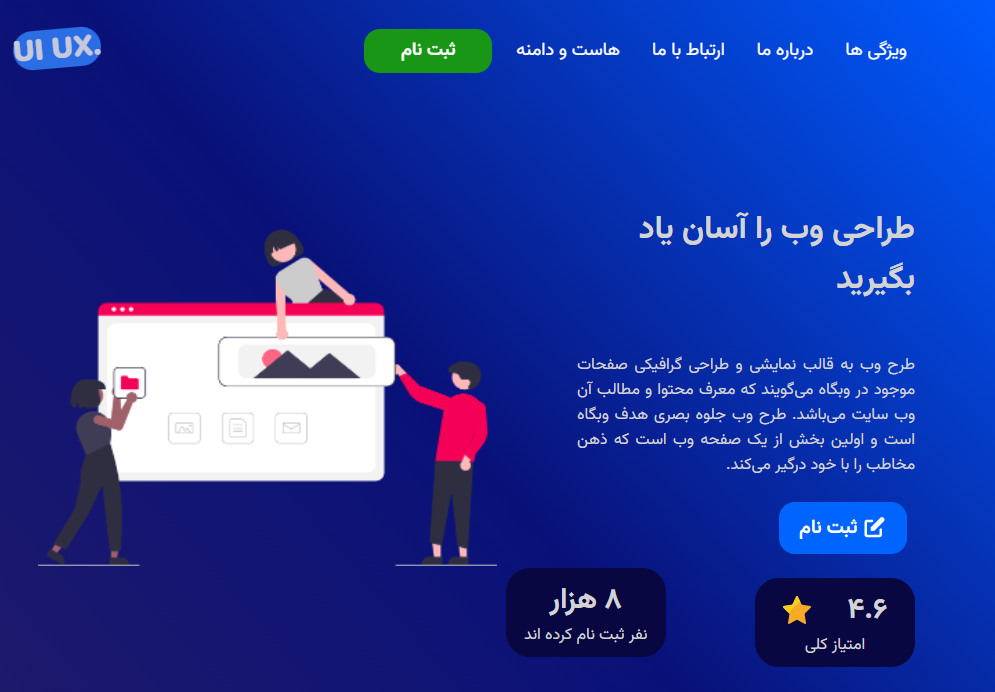 ویژگی ها
درباره ما
ارتباط با ما
هاست و دامنه
ثبت نام
UI UX.
طراحی وب را آسان یاد
بگیرید
طرح وب به قالب نمایشی و طراحی گرافیکی صفحات
موجود در وبگاه می‌گویند که معرف محتوا و مطالب آن
وب سایت می‌باشد. طرح وب جلوه بصری هدف وبگاه
است و اولین بخش از یک صفحه وب است که ذهن
مخاطب را با خود درگیر می‌کند.
ثبت نام
۴.۶
امتیاز کلی
۸ هزار
نفر ثبت نام کرده اند